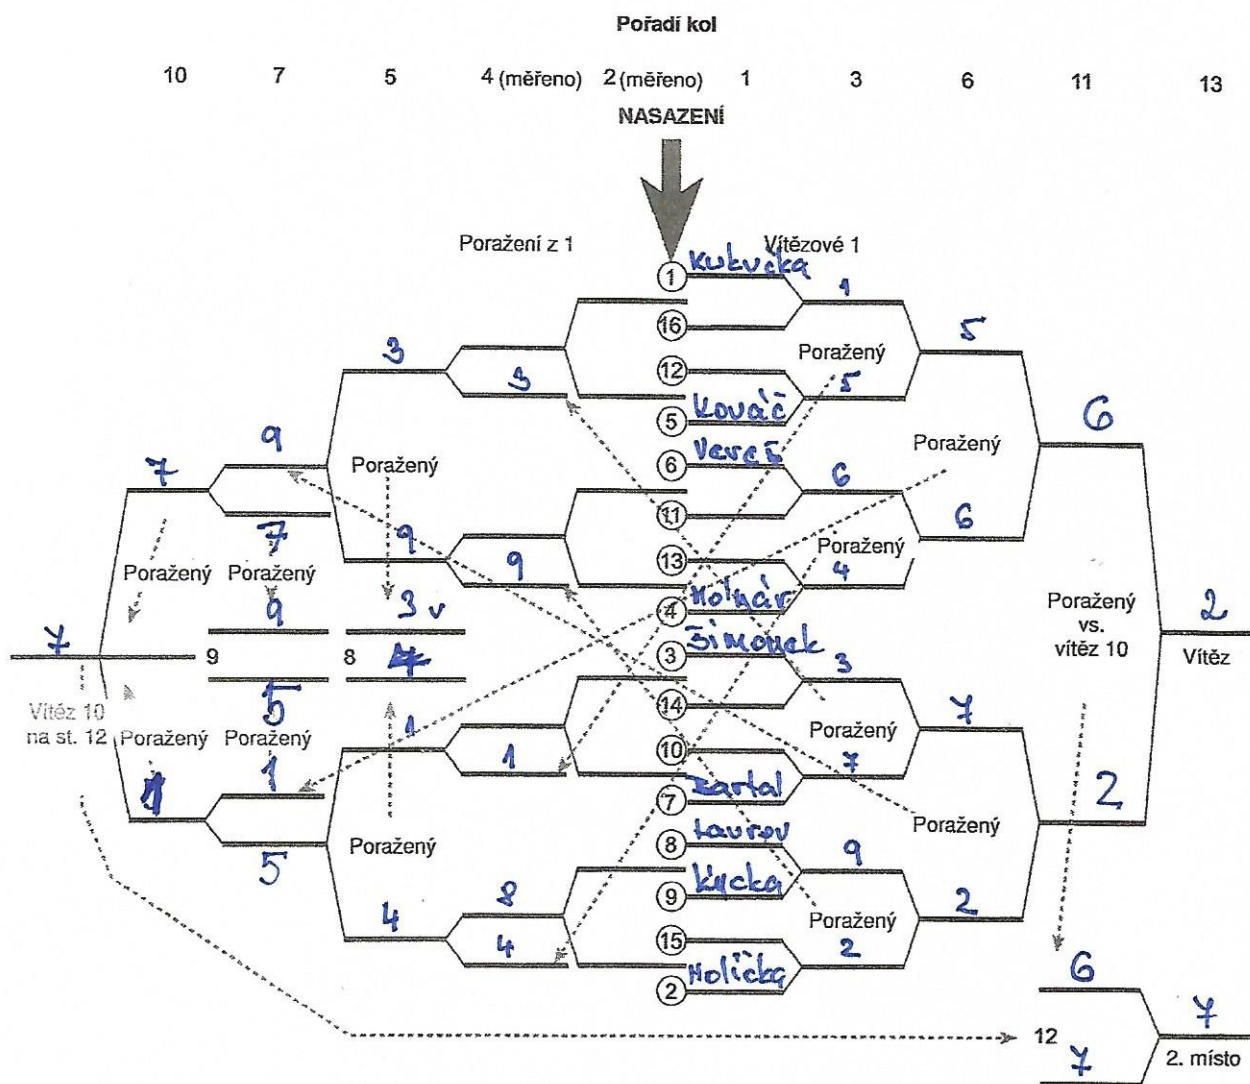 Pořadí kol
10 7 5 4 (měřeno) 2 (měřeno) 1 3 6 11 13
NASAZENÍ
Poražení z 1 Vítězové 1
1 Kukučka
1
16
3 5
12 Poražený
3 5
5 Kováč
6
9 6 Vereš Poražený
7 Poražený 6
7 11 6
9 13 Poražený
9 4
Poražený Poražený 4 Molnár Poražený
9 3 v vs. 2
7 9 8 3 Šimonek vítěz 10 Vítěz
5 4 3
Vítěz 10 14 7
na st. 12 Poražený Poražený 1 Poražený
1 1 10 7
1 7 Bartal 2
5 Poražený 8 Laurov Poražený
9
8 9 Kycka
4 2
4 15 Poražený
2
2 Holička 6
7
12 2. místo
7